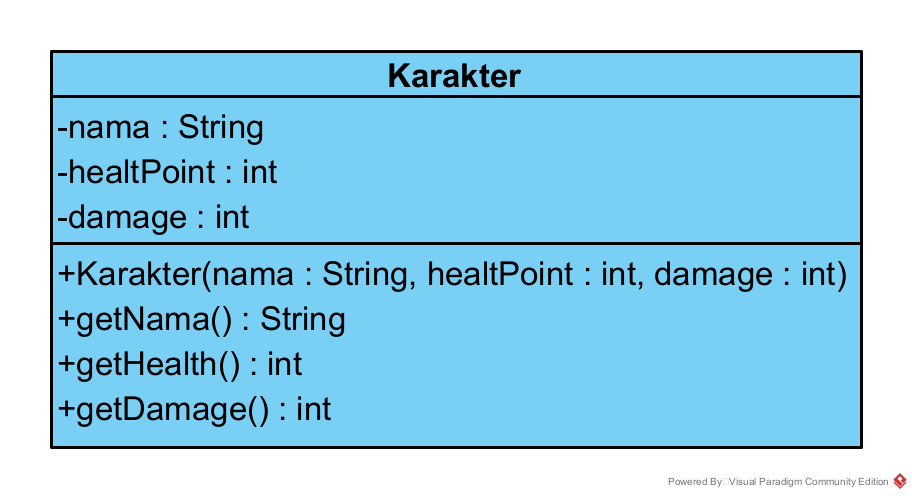 Karakter
-nama : String
-healtPoint : int
-damage : int
+Karakter(nama : String, healtPoint : int, damage : int)
+getNama() : String
+getHealth() : int
+getDamage() : int
Powered By Visual Paradigm Community Edition